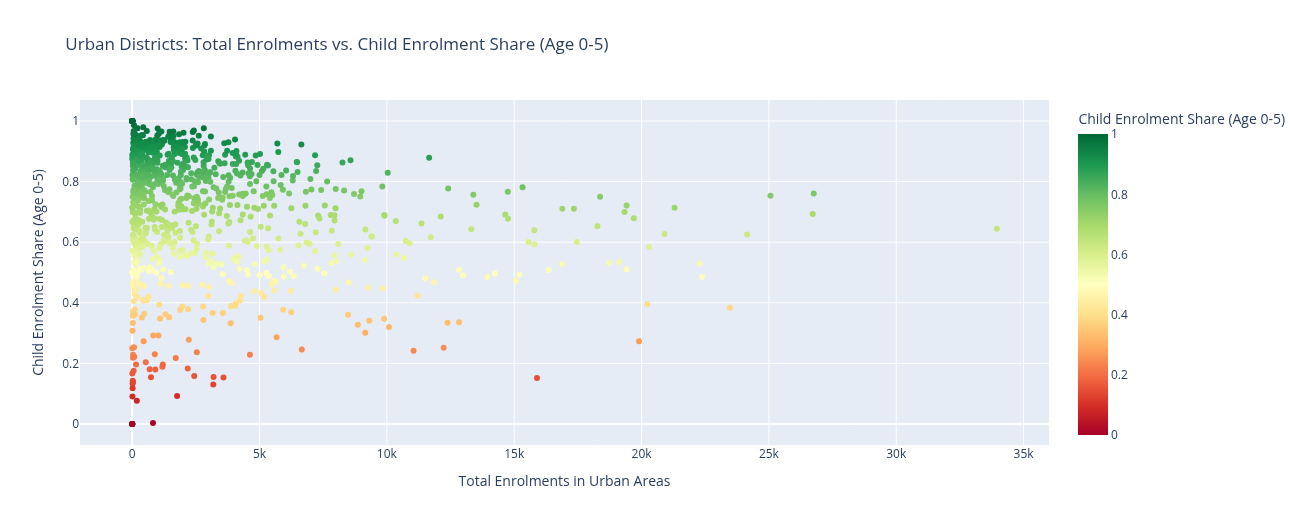 Urban Districts: Total Enrolments vs. Child Enrolment Share (Age 0-5)
Child Enrolment Share (Age 0-5)
1
0.8
0.6
0.4
0.2
0
0 5k 10k 15k 20k 25k 30k 35k
Total Enrolments in Urban Areas
Child Enrolment Share (Age 0-5)
1
0.8
0.6
0.4
0.2
0